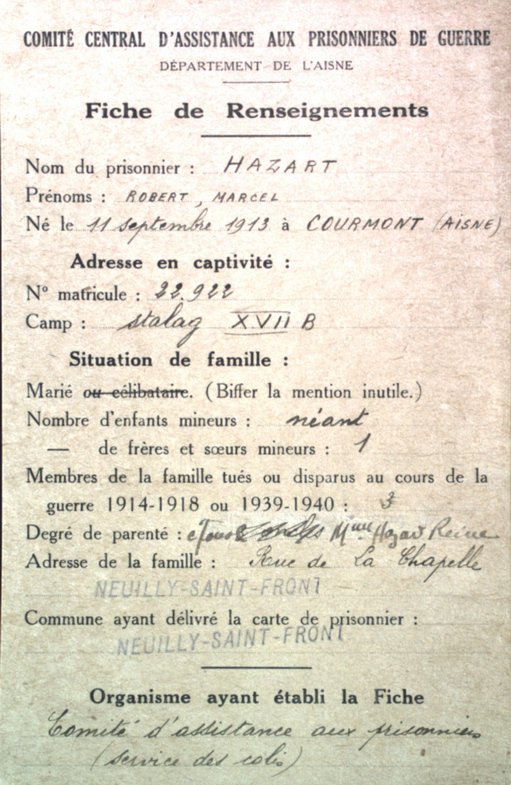 COMITÉ CENTRAL D'ASSISTANCE AUX PRISONNIERS DE GUERRE
DÉPARTEMENT DE L'AISNE
Fiche de Renseignements
Nom du prisonnier : HAZART
Prénoms : ROBERT, MARCEL
Né le 11 septembre 1913 à COURMONT (AISNE)
Adresse en captivité :
N° matricule : 22.922
Camp : stalag XVII B
Situation de famille :
Marié ou célibataire. (Biffer la mention inutile.)
Nombre d'enfants mineurs : néant
— de frères et sœurs mineurs : 1
Membres de la famille tués ou disparus au cours de la
guerre 1914-1918 ou 1939-1940 : 3
Degré de parenté : Mme Hazart Reine
Adresse de la famille : Rue de La Chapelle
NEUILLY-SAINT-FRONT
Commune ayant délivré la carte de prisonnier :
NEUILLY-SAINT-FRONT
Organisme ayant établi la Fiche
Comité d'assistance aux prisonniers
(service des colis)